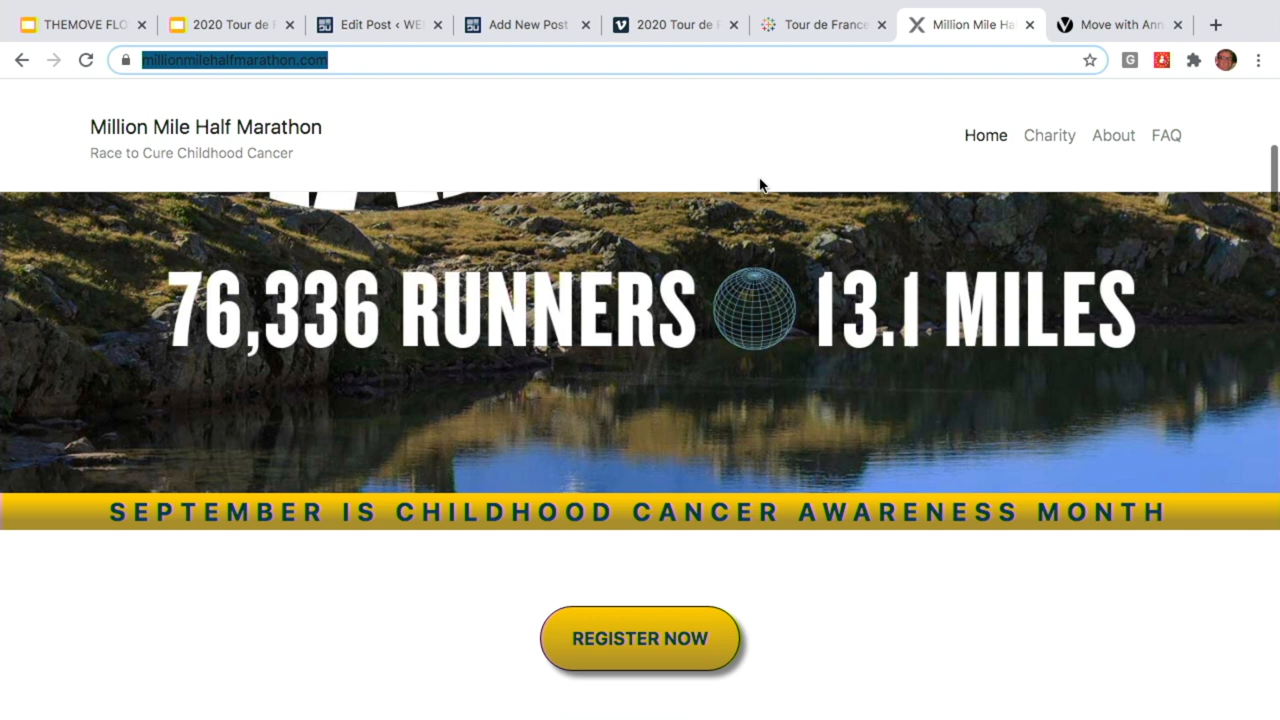 THEMOVE FLO
2020 Tour de F
Edit Post ‹ WE
Add New Post
2020 Tour de F
Tour de France
Million Mile Ha
Move with Ann
millionmilehalfmarathon.com
G
Million Mile Half Marathon
Race to Cure Childhood Cancer
Home
Charity
About
FAQ
76,336 RUNNERS 13.1 MILES
SEPTEMBER IS CHILDHOOD CANCER AWARENESS MONTH
REGISTER NOW